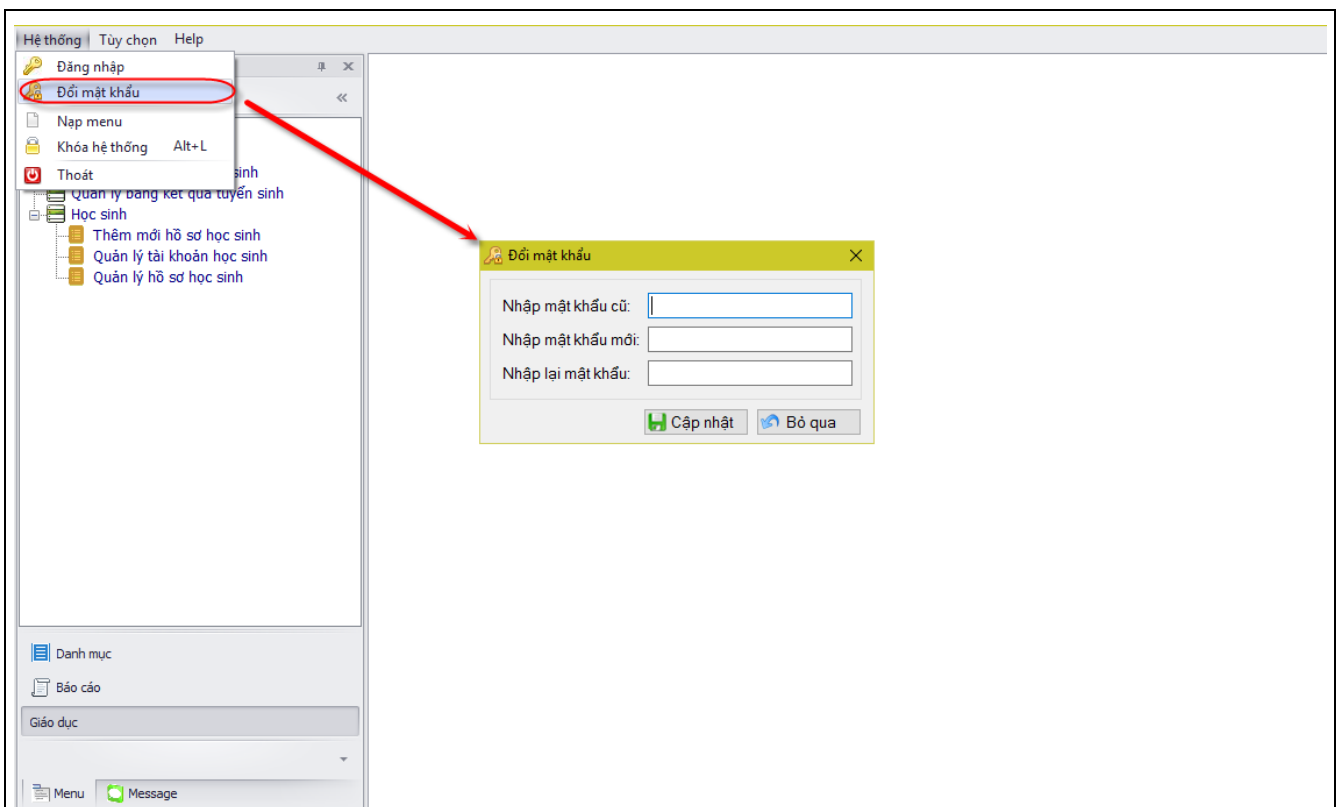 Hệ thống Tùy chọn Help
Đăng nhập
Đổi mật khẩu
Nạp menu
Khóa hệ thống Alt+L
Thoát
sinh
Quản lý bảng kết quả tuyển sinh
Học sinh
Thêm mới hồ sơ học sinh
Quản lý tài khoản học sinh
Quản lý hồ sơ học sinh
Đổi mật khẩu
Nhập mật khẩu cũ:
Nhập mật khẩu mới:
Nhập lại mật khẩu:
Cập nhật Bỏ qua
Danh mục
Báo cáo
Giáo dục
Menu Message